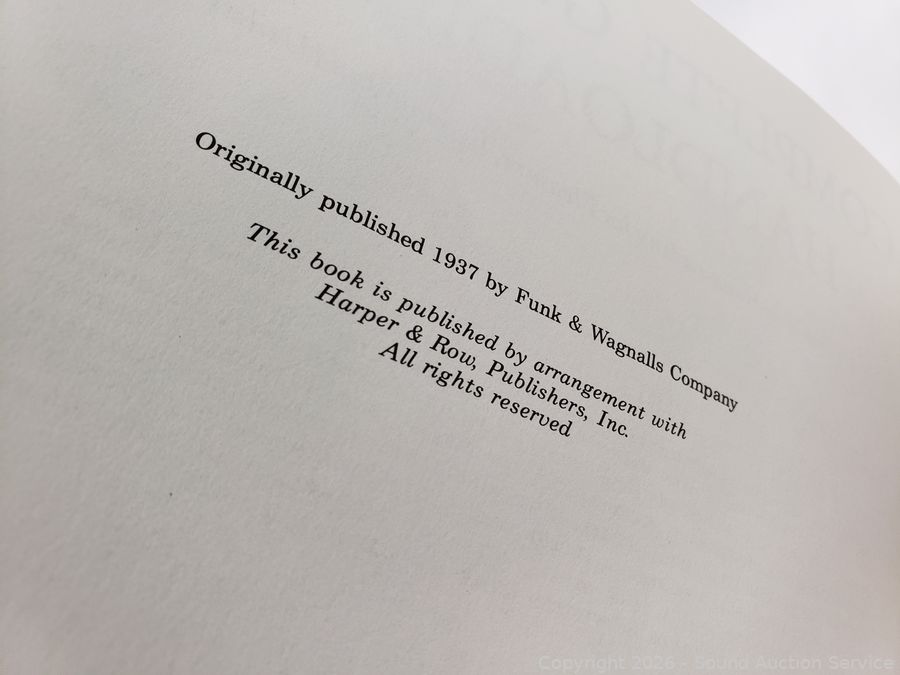 Originally published 1937 by Funk & Wagnalls Company
This book is published by arrangement with
Harper & Row, Publishers, Inc.
All rights reserved
Copyright 2026 - Sound Auction Service